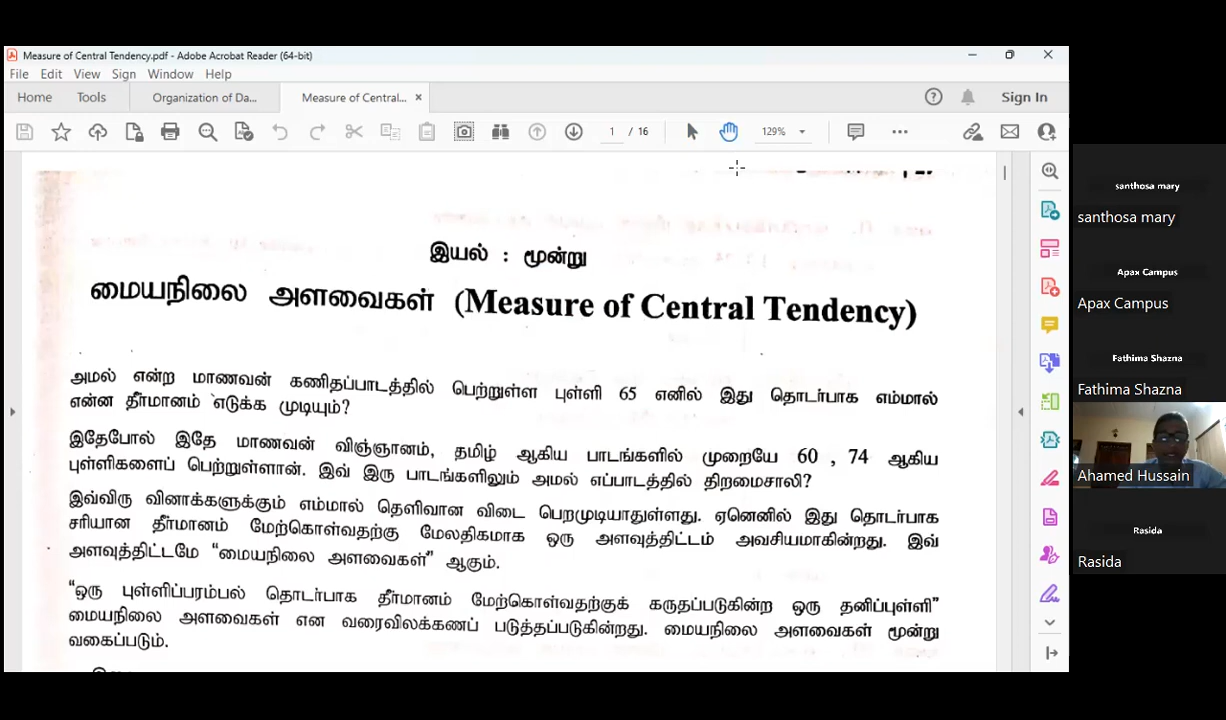 Measure of Central Tendency.pdf - Adobe Acrobat Reader (64-bit)
File Edit View Sign Window Help
Home Tools Organization of Da... Measure of Central... × Sign In
1 / 16 129%
இயல் : மூன்று
மையநிலை அளவைகள் (Measure of Central Tendency)
அமல் என்ற மாணவன் கணிதப்பாடத்தில் பெற்றுள்ள புள்ளி 65 எனில் இது தொடர்பாக எம்மால்
என்ன தீர்மானம் எடுக்க முடியும்?
இதேபோல் இதே மாணவன் விஞ்ஞானம், தமிழ் ஆகிய பாடங்களில் முறையே 60 , 74 ஆகிய
புள்ளிகளைப் பெற்றுள்ளான். இவ் இரு பாடங்களிலும் அமல் எப்பாடத்தில் திறமைசாலி?
இவ்விரு வினாக்களுக்கும் எம்மால் தெளிவான விடை பெறமுடியாதுள்ளது. ஏனெனில் இது தொடர்பாக
சரியான தீர்மானம் மேற்கொள்வதற்கு மேலதிகமாக ஒரு அளவுத்திட்டம் அவசியமாகின்றது. இவ்
அளவுத்திட்டமே “மையநிலை அளவைகள்” ஆகும்.
“ஒரு புள்ளிப்பரம்பல் தொடர்பாக தீர்மானம் மேற்கொள்வதற்குக் கருதப்படுகின்ற ஒரு தனிப்புள்ளி”
மையநிலை அளவைகள் என வரைவிலக்கணப் படுத்தப்படுகின்றது. மையநிலை அளவைகள் மூன்று
வகைப்படும்.
santhosa mary
santhosa mary
Apax Campus
Apax Campus
Fathima Shazna
Fathima Shazna
Ahamed Hussain
Rasida
Rasida